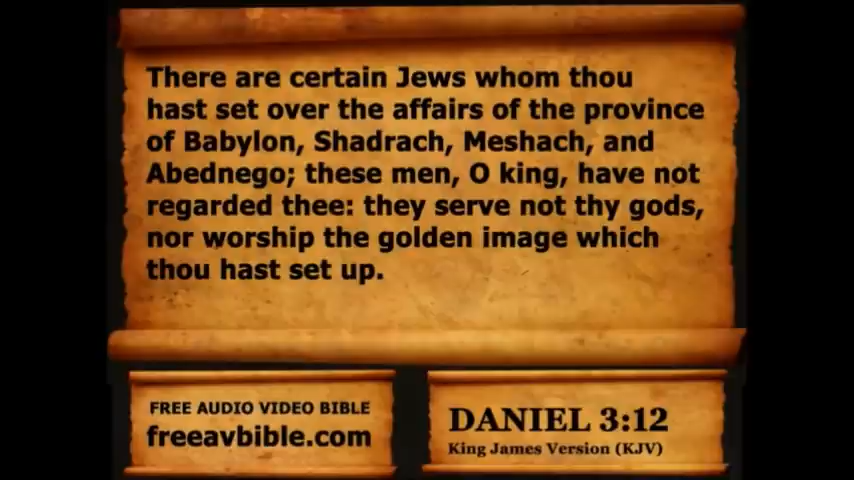 There are certain Jews whom thou
hast set over the affairs of the province
of Babylon, Shadrach, Meshach, and
Abednego; these men, O king, have not
regarded thee: they serve not thy gods,
nor worship the golden image which
thou hast set up.
FREE AUDIO VIDEO BIBLE
freeavbible.com
DANIEL 3:12
King James Version (KJV)